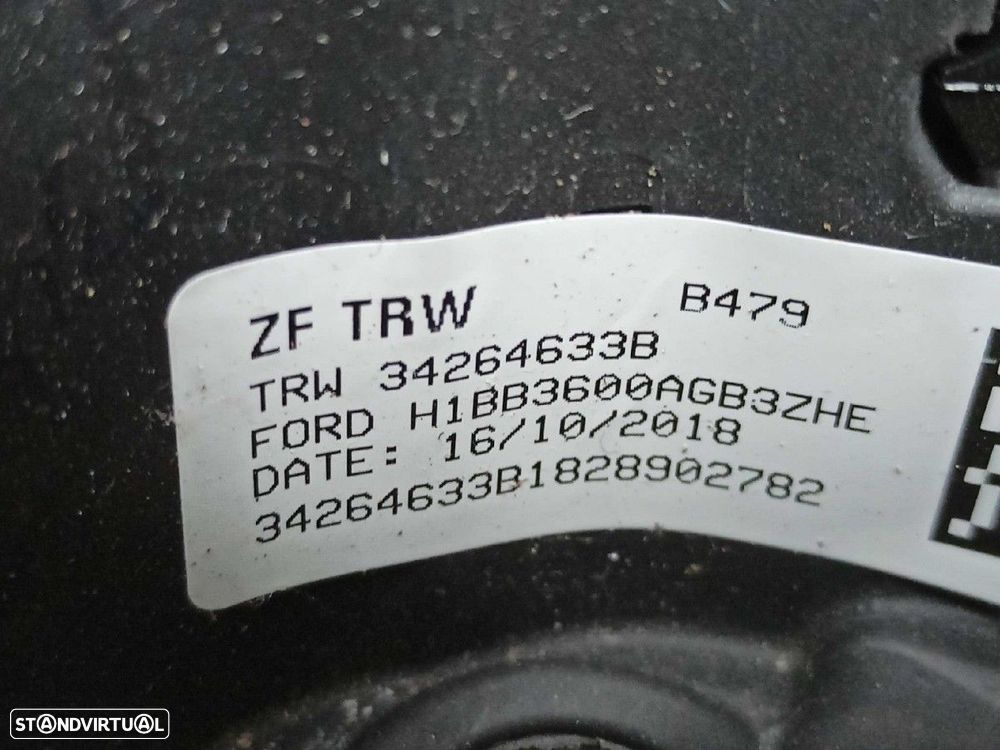 ZF TRW B479
TRW 34264633B
FORD H1BB3600AGB3ZHE
DATE: 16/10/2018
34264633B1828902782
STANDVIRTUAL